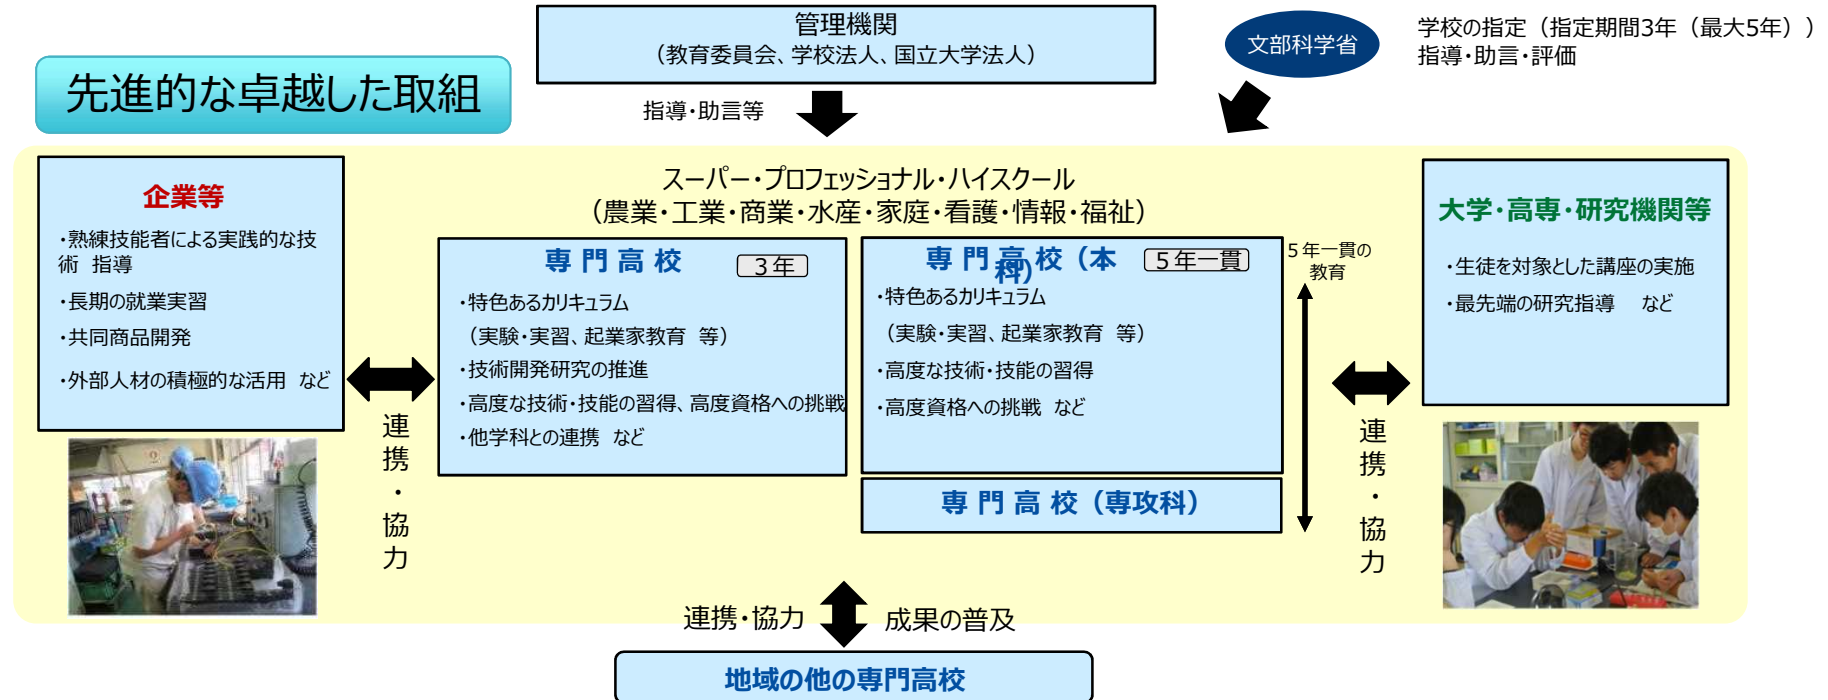 管理機関
（教育委員会、学校法人、国立大学法人）
文部科学省
学校の指定（指定期間3年（最大5年））
指導・助言・評価
先進的な卓越した取組
指導・助言等
スーパー・プロフェッショナル・ハイスクール
（農業・工業・商業・水産・家庭・看護・情報・福祉）
企業等
・熟練技能者による実践的な技
術 指導
・長期の就業実習
・共同商品開発
・外部人材の積極的な活用 など
連携・協力
専門高校
３年
・特色あるカリキュラム
（実験・実習、起業家教育 等）
・技術開発研究の推進
・高度な技術・技能の習得、高度資格への挑戦
・他学科との連携 など
専門高校（本
科）
５年一貫
・特色あるカリキュラム
（実験・実習、起業家教育 等）
・高度な技術・技能の習得
・高度資格への挑戦 など
専門高校（専攻科）
５年一貫の
教育
連携・協力
大学・高専・研究機関等
・生徒を対象とした講座の実施
・最先端の研究指導 など
連携・協力
成果の普及
地域の他の専門高校